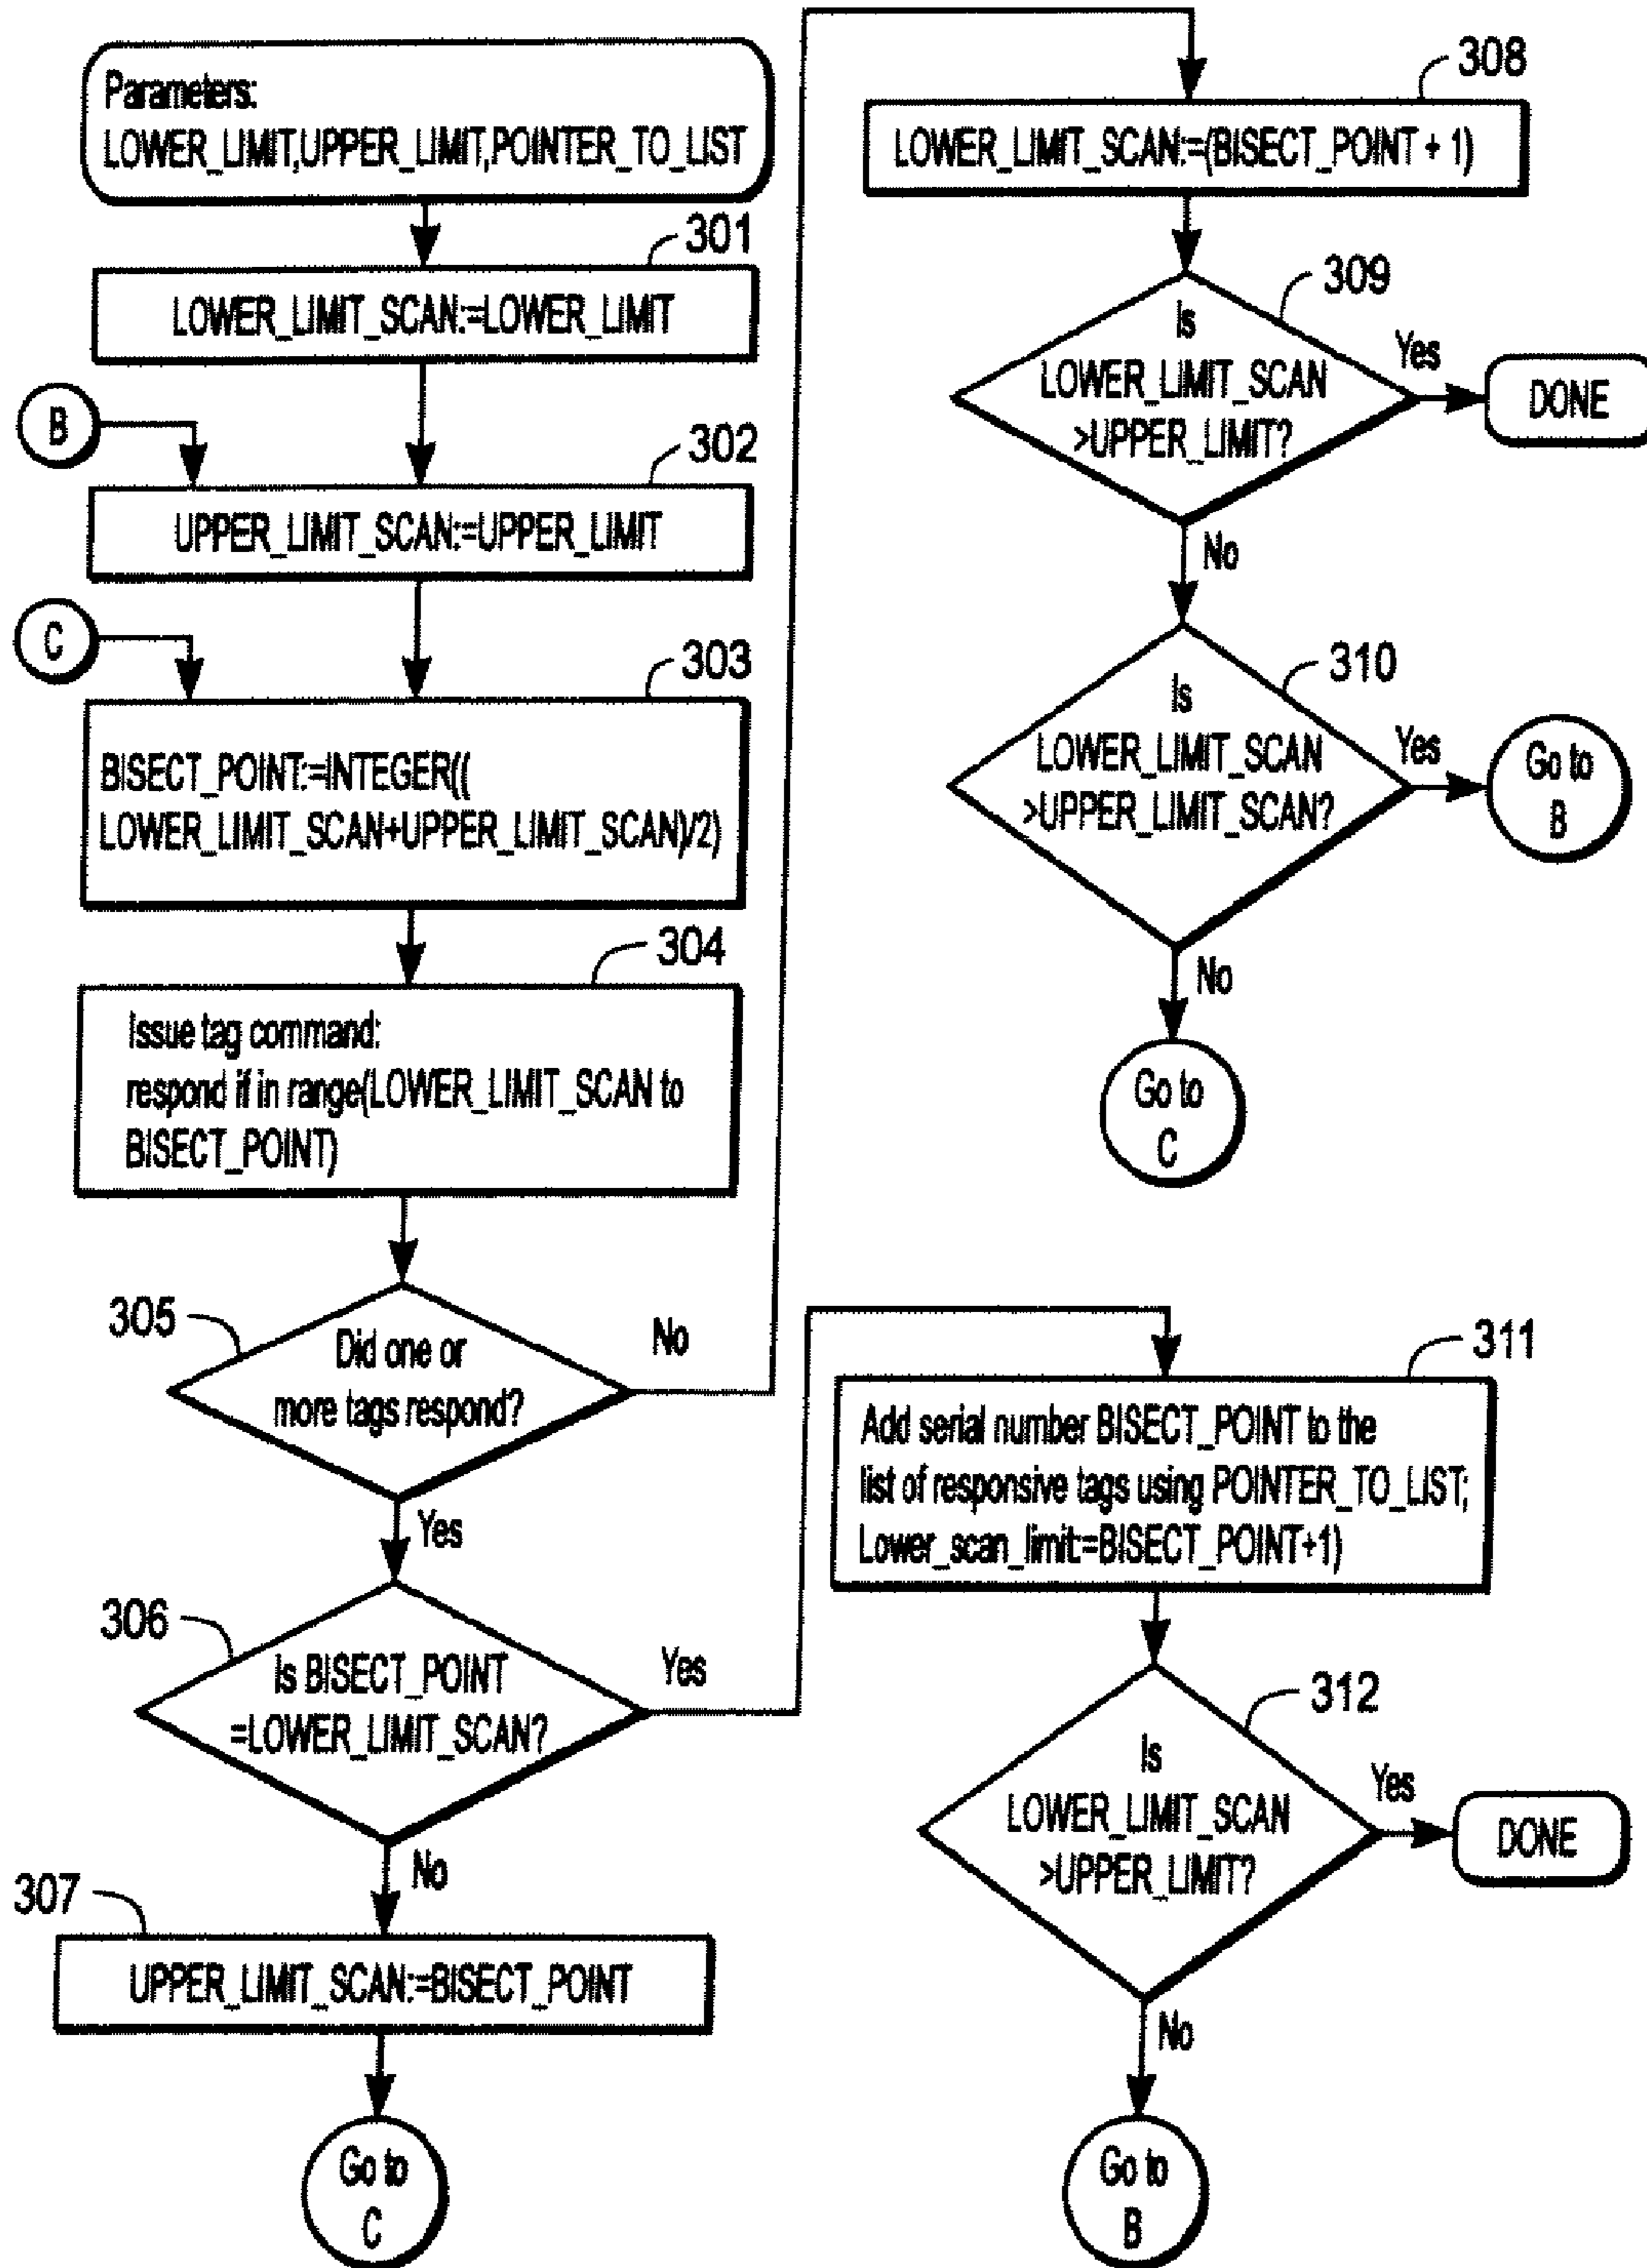 Parameters:
LOWER_LIMIT,UPPER_LIMIT,POINTER_TO_LIST
301
LOWER_LIMIT_SCAN:=LOWER_LIMIT
B
302
UPPER_LIMIT_SCAN:=UPPER_LIMIT
C
303
BISECT_POINT:=INTEGER((
LOWER_LIMIT_SCAN+UPPER_LIMIT_SCAN)/2)
304
Issue tag command:
respond if in range(LOWER_LIMIT_SCAN to
BISECT_POINT)
305
Did one or
more tags respond?
No
Yes
306
Is BISECT_POINT
=LOWER_LIMIT_SCAN?
Yes
No
307
UPPER_LIMIT_SCAN:=BISECT_POINT
Go to
C
308
LOWER_LIMIT_SCAN:=(BISECT_POINT + 1)
309
Is
LOWER_LIMIT_SCAN
>UPPER_LIMIT?
Yes
DONE
No
310
Is
LOWER_LIMIT_SCAN
>UPPER_LIMIT_SCAN?
Yes
Go to
B
No
Go to
C
311
Add serial number BISECT_POINT to the
list of responsive tags using POINTER_TO_LIST;
Lower_scan_limit:=BISECT_POINT+1)
312
Is
LOWER_LIMIT_SCAN
>UPPER_LIMIT?
Yes
DONE
No
Go to
B